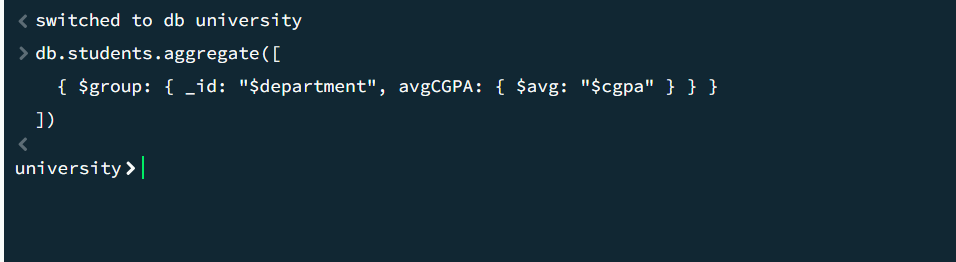 switched to db university
db.students.aggregate([
  { $group: { _id: "$department", avgCGPA: { $avg: "$cgpa" } } }
])
university>